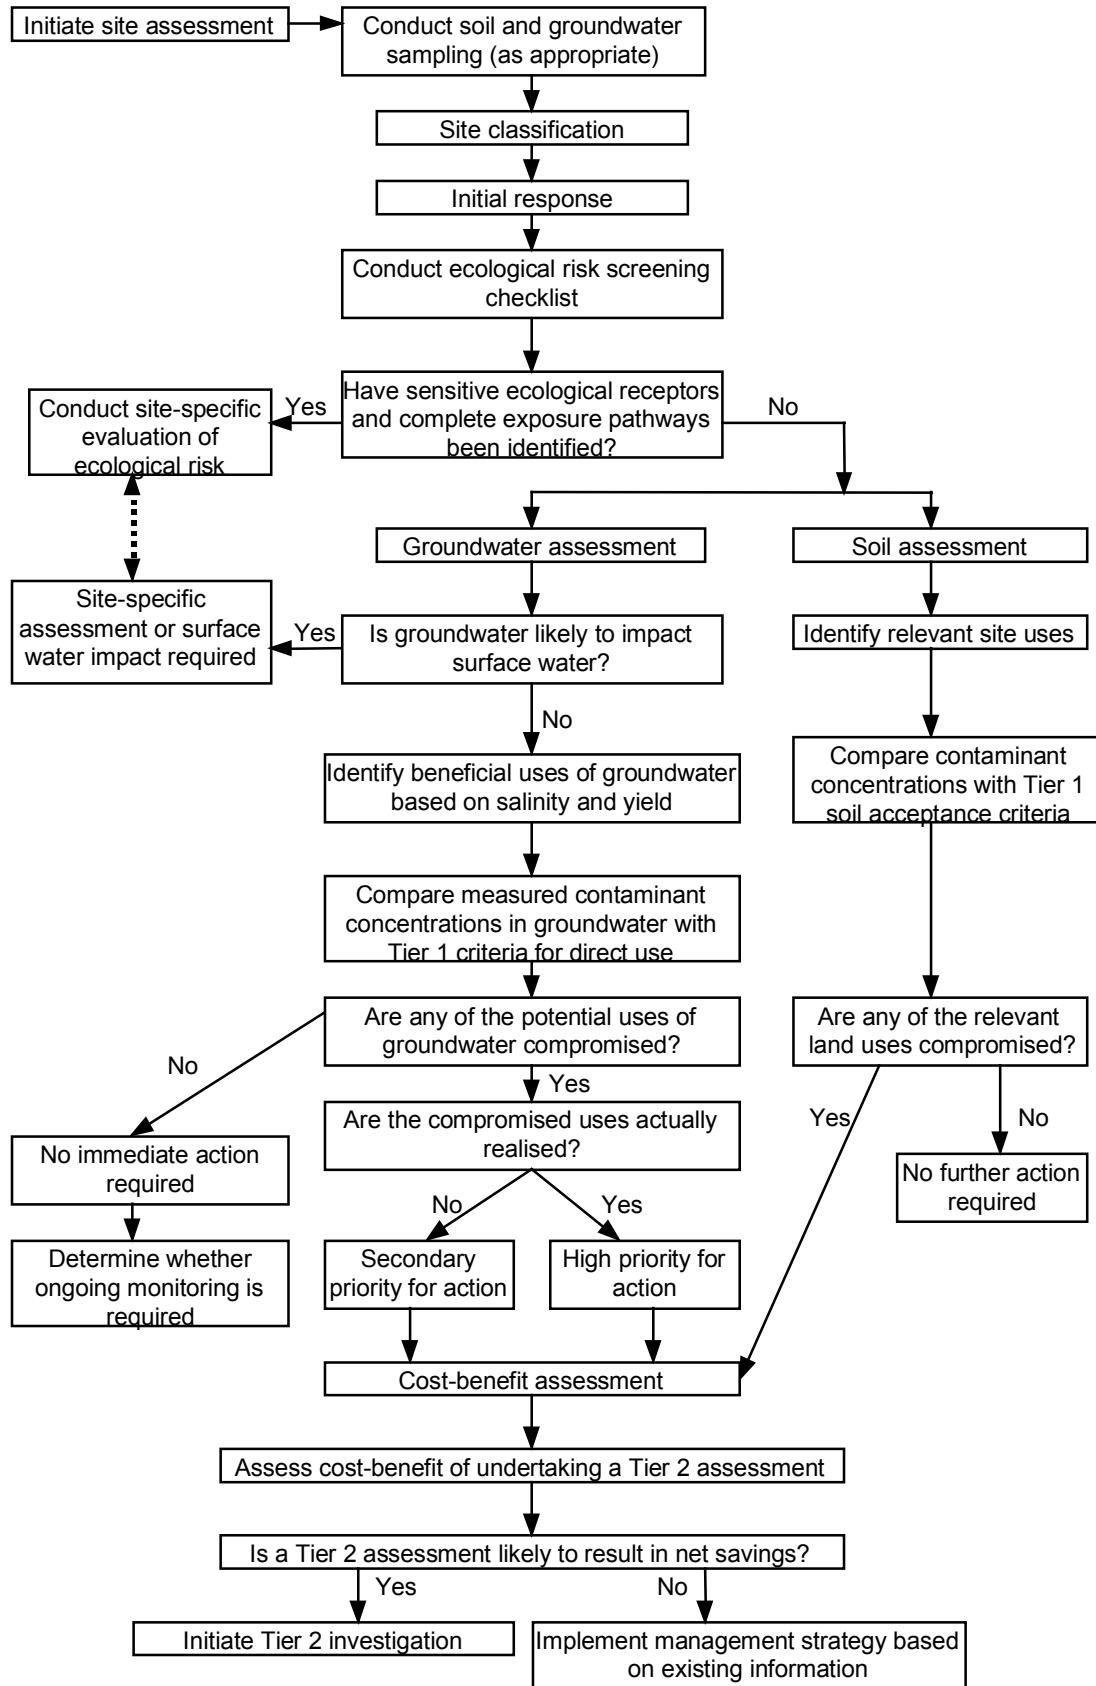 Initiate site assessment
Conduct soil and groundwater
sampling (as appropriate)
Site classification
Initial response
Conduct ecological risk screening
checklist
Have sensitive ecological receptors
and complete exposure pathways
been identified?
Yes
No
Conduct site-specific
evaluation of
ecological risk
Groundwater assessment
Soil assessment
Site-specific
assessment or surface
water impact required
Yes
Is groundwater likely to impact
surface water?
Identify relevant site uses
No
Identify beneficial uses of groundwater
based on salinity and yield
Compare contaminant
concentrations with Tier 1
soil acceptance criteria
Compare measured contaminant
concentrations in groundwater with
Tier 1 criteria for direct use
Are any of the potential uses of
groundwater compromised?
Are any of the relevant
land uses compromised?
No
Yes
Yes
No
Are the compromised uses actually
realised?
No immediate action
required
No further action
required
No
Yes
Determine whether
ongoing monitoring is
required
Secondary
priority for action
High priority for
action
Cost-benefit assessment
Assess cost-benefit of undertaking a Tier 2 assessment
Is a Tier 2 assessment likely to result in net savings?
Yes
No
Initiate Tier 2 investigation
Implement management strategy based
on existing information